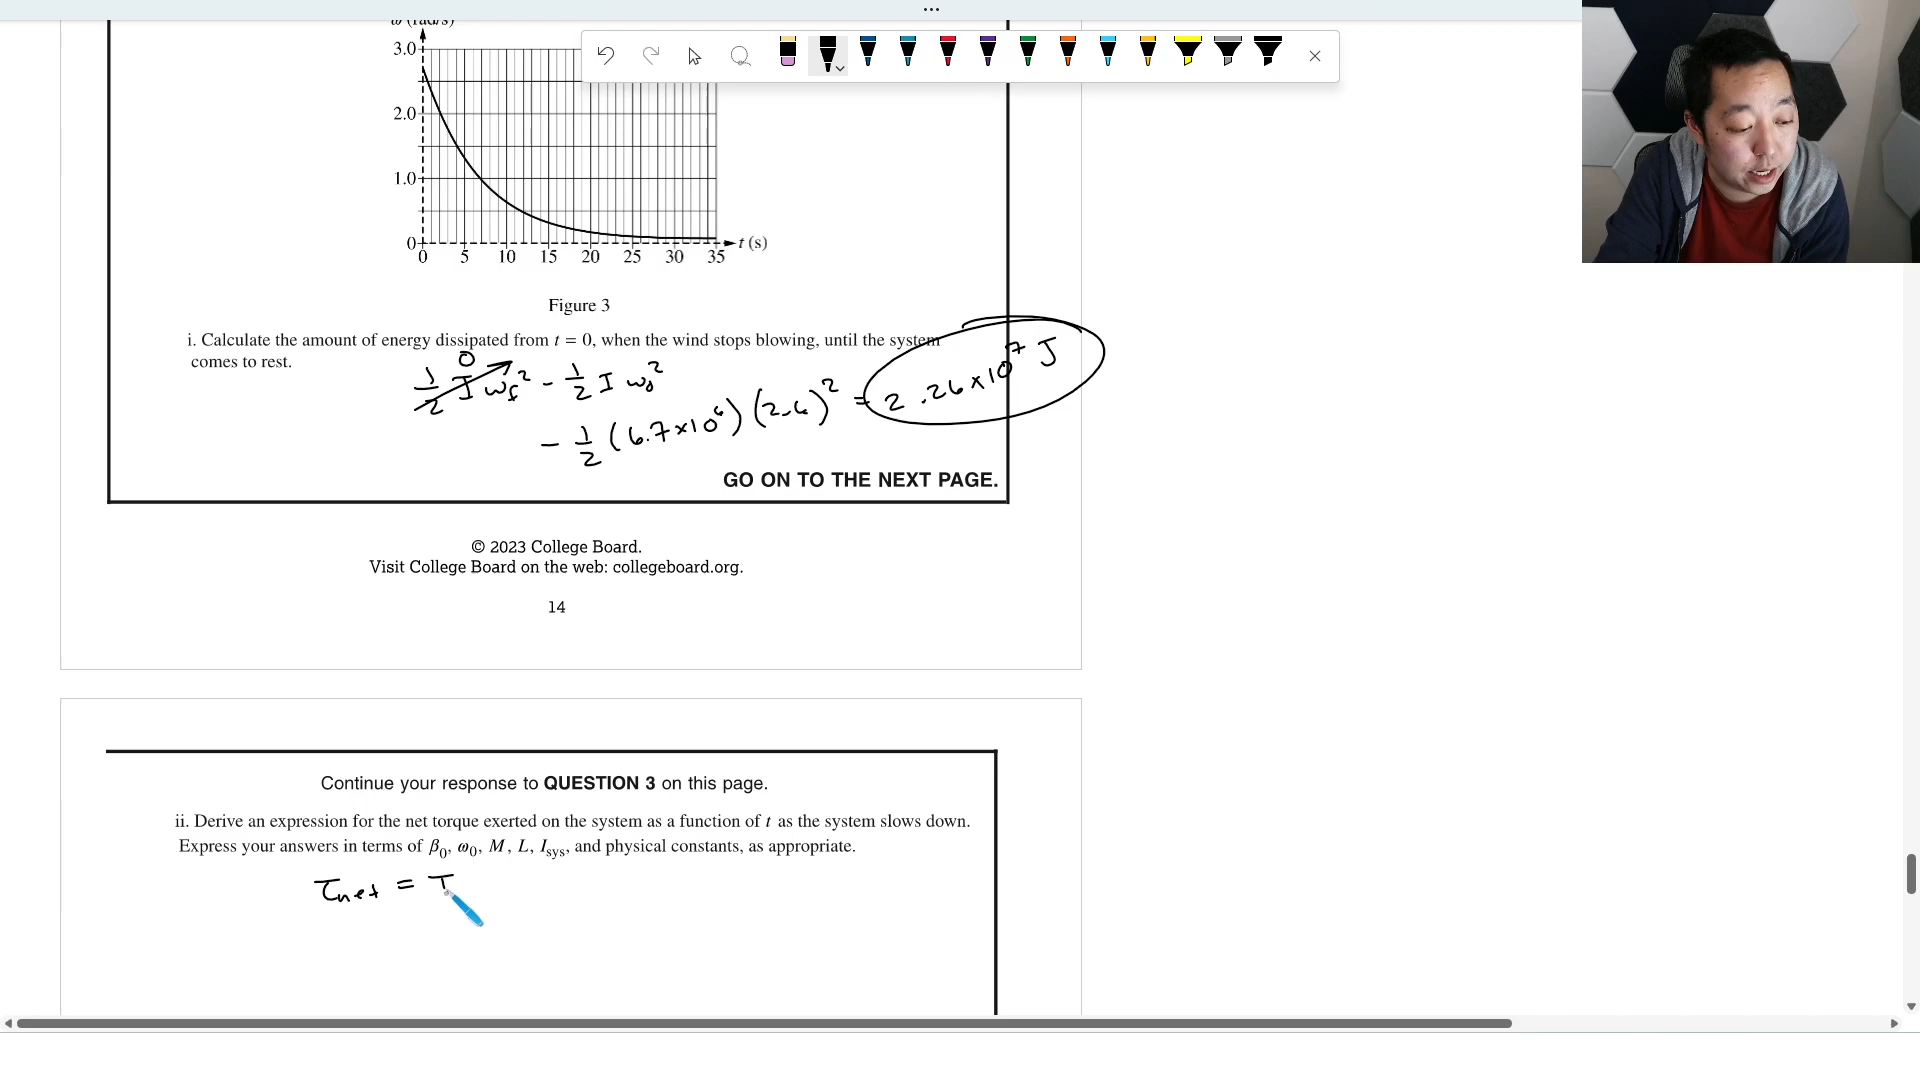 ...
ω (rad/s)
3.0
2.0
1.0
0
0 5 10 15 20 25 30 35 t (s)
Figure 3
i. Calculate the amount of energy dissipated from t = 0, when the wind stops blowing, until the system
comes to rest.
0
1/2 I ω_f² - 1/2 I ω₀²
- 1/2 (6.7×10⁶) (2.6)² = 2.26×10⁷ J
GO ON TO THE NEXT PAGE.
© 2023 College Board.
Visit College Board on the web: collegeboard.org.
14
Continue your response to QUESTION 3 on this page.
ii. Derive an expression for the net torque exerted on the system as a function of t as the system slows down.
Express your answers in terms of β₀, ω₀, M, L, I_sys, and physical constants, as appropriate.
τ_net =